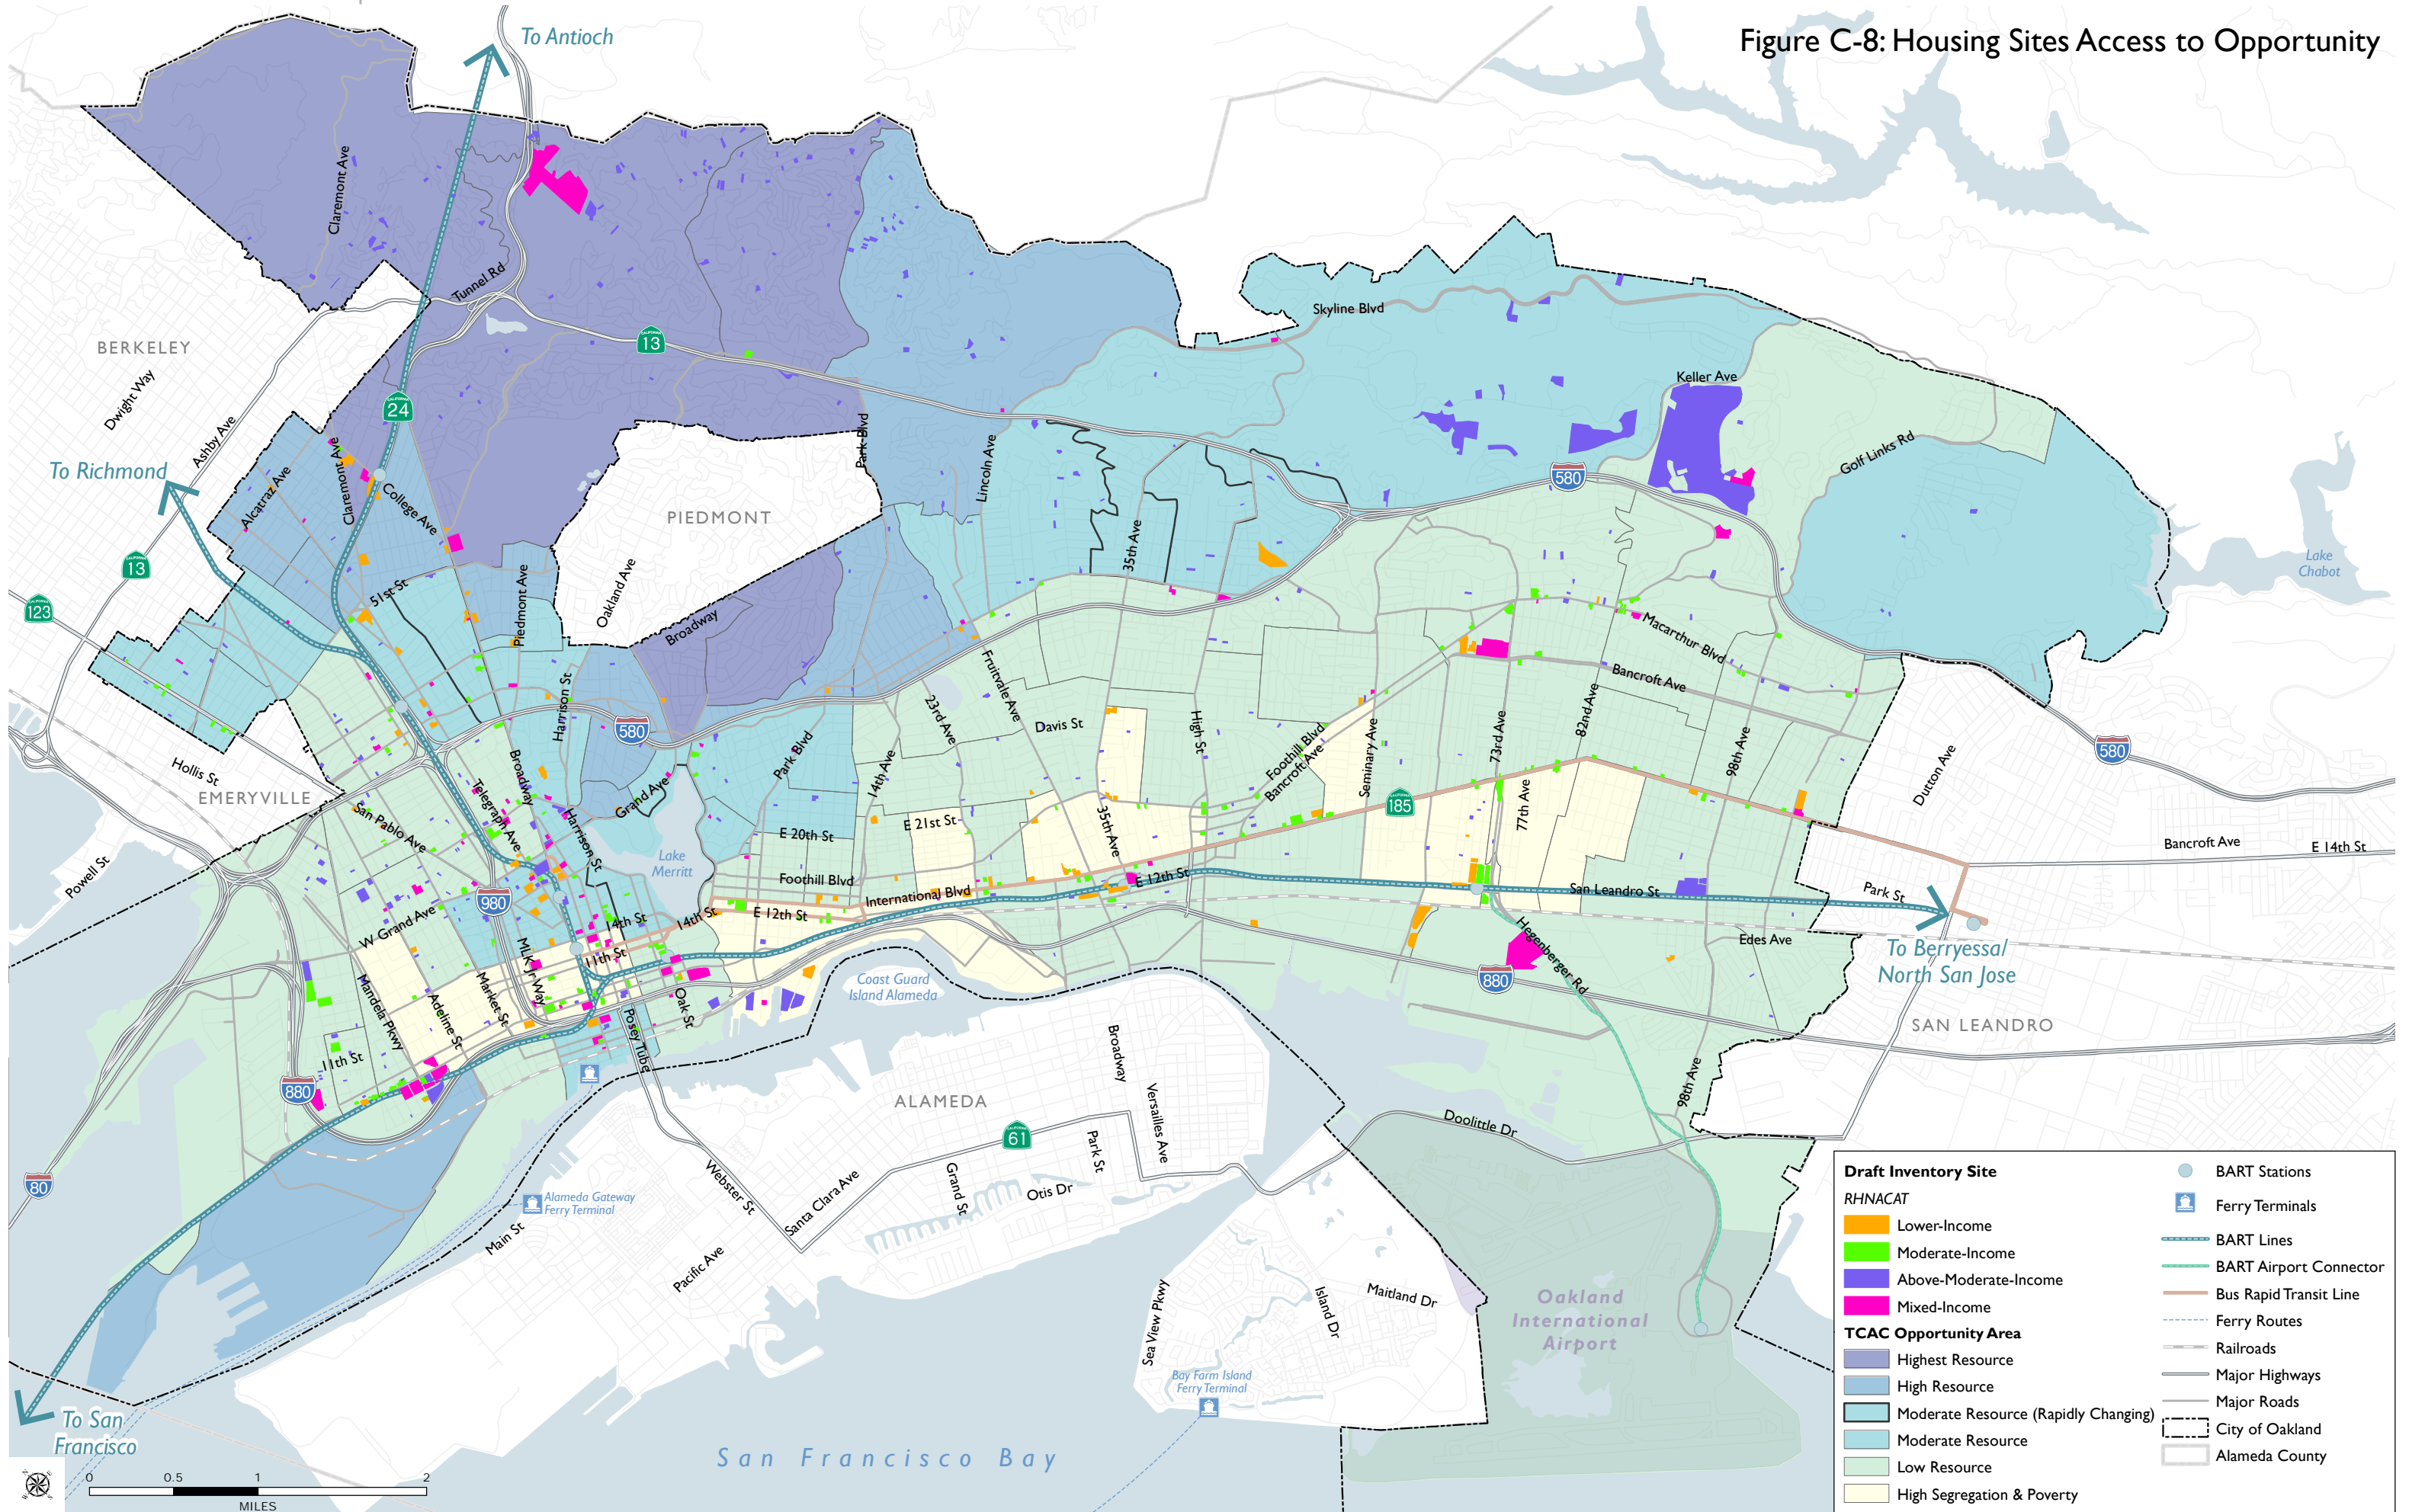 Figure C-8: Housing Sites Access to Opportunity
To Antioch
Claremont Ave
Tunnel Rd
13
BERKELEY
Dwight Way
Ashby Ave
24
Skyline Blvd
Keller Ave
Golf Links Rd
To Richmond
Alcatraz Ave
Claremont Ave
College Ave
PIEDMONT
Park Blvd
Lincoln Ave
35th Ave
580
Lake
Chabot
13
123
51st St
Piedmont Ave
Oakland Ave
Broadway
Macarthur Blvd
Bancroft Ave
Fruitvale Ave
23rd Ave
Davis St
High St
Foothill Blvd
Bancroft Ave
Seminary Ave
73rd Ave
82nd Ave
98th Ave
580
Dutton Ave
Hollis St
EMERYVILLE
Harrison St
580
Park Blvd
14th Ave
Broadway
Telegraph Ave
San Pablo Ave
Grand Ave
Harrison St
E 20th St
E 21st St
35th Ave
185
77th Ave
Bancroft Ave
E 14th St
Powell St
Lake
Merritt
Foothill Blvd
International Blvd
E 12th St
San Leandro St
Park St
980
W Grand Ave
14th St
14th St
E 12th St
11th St
MLK Jr Way
Market St
Adeline St
Mandela Pkwy
Oak St
Posey Tube
11th St
Coast Guard
Island Alameda
Hegenberger Rd
880
Edes Ave
To Berryessal
North San Jose
SAN LEANDRO
98th Ave
880
80
ALAMEDA
Broadway
Versailles Ave
61
Park St
Grand St
Otis Dr
Santa Clara Ave
Webster St
Doolittle Dr
Alameda Gateway
Ferry Terminal
Main St
Pacific Ave
Sea View Pkwy
Island Dr
Maitland Dr
Bay Farm Island
Ferry Terminal
Oakland
International
Airport
To San
Francisco
San Francisco Bay
0 0.5 1 2
MILES
Draft Inventory Site
RHNACAT
Lower-Income
Moderate-Income
Above-Moderate-Income
Mixed-Income
TCAC Opportunity Area
Highest Resource
High Resource
Moderate Resource (Rapidly Changing)
Moderate Resource
Low Resource
High Segregation & Poverty
BART Stations
Ferry Terminals
BART Lines
BART Airport Connector
Bus Rapid Transit Line
Ferry Routes
Railroads
Major Highways
Major Roads
City of Oakland
Alameda County